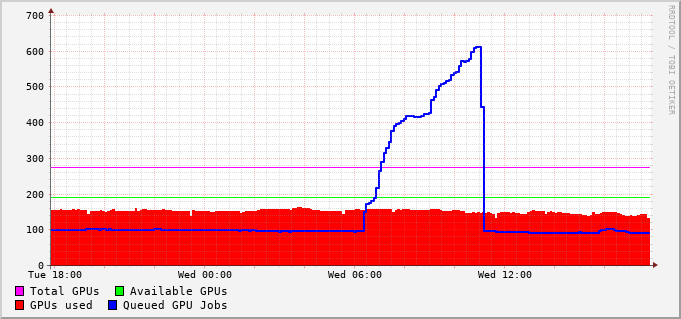 700
600
500
400
300
200
100
0
Tue 18:00 Wed 00:00 Wed 06:00 Wed 12:00
Total GPUs Available GPUs
GPUs used Queued GPU Jobs
RRDTOOL / TOBI OETIKER